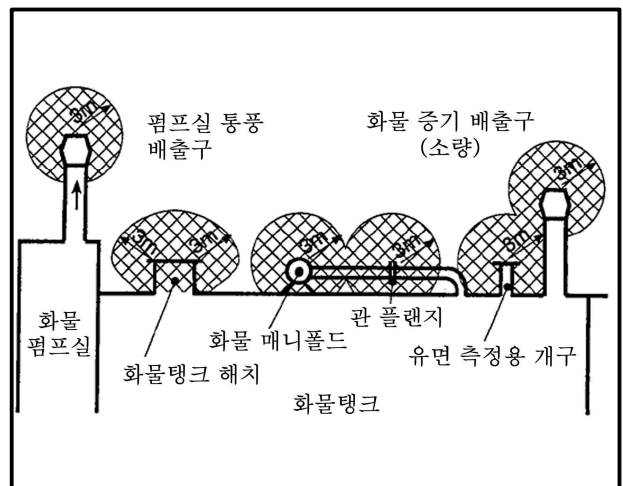 3m
펌프실 통풍
배출구
화물 증기 배출구
(소량)
3m
3m
3m
3m
3m
3m
화물
펌프실
화물탱크 해치
화물 매니폴드
관 플랜지
유면 측정용 개구
화물탱크